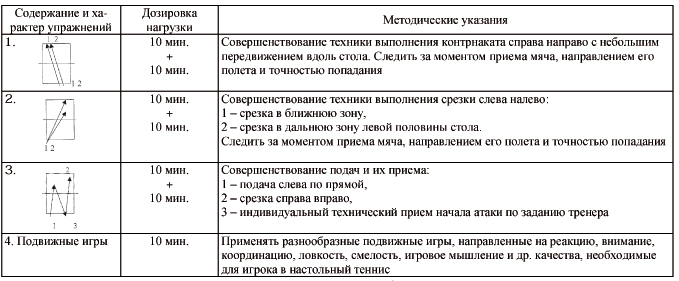 Содержание и ха-
рактер упражнений
Дозировка
нагрузки
Методические указания
1.
1 2
1 2
10 мин.
+
10 мин.
Совершенствование техники выполнения контрнаката справа направо с небольшим
передвижением вдоль стола. Следить за моментом приема мяча, направлением его
полета и точностью попадания
2.
1 2
10 мин.
+
10 мин.
Совершенствование техники выполнения срезки слева налево:
1 – срезка в ближнюю зону,
2 – срезка в дальнюю зону левой половины стола.
Следить за моментом приема мяча, направлением его полета и точностью попадания
3.
2
1 3
10 мин.
+
10 мин.
Совершенствование подач и их приема:
1 – подача слева по прямой,
2 – срезка справа вправо,
3 – индивидуальный технический прием начала атаки по заданию тренера
4. Подвижные игры
10 мин.
Применять разнообразные подвижные игры, направленные на реакцию, внимание,
координацию, ловкость, смелость, игровое мышление и др. качества, необходимые
для игрока в настольный теннис